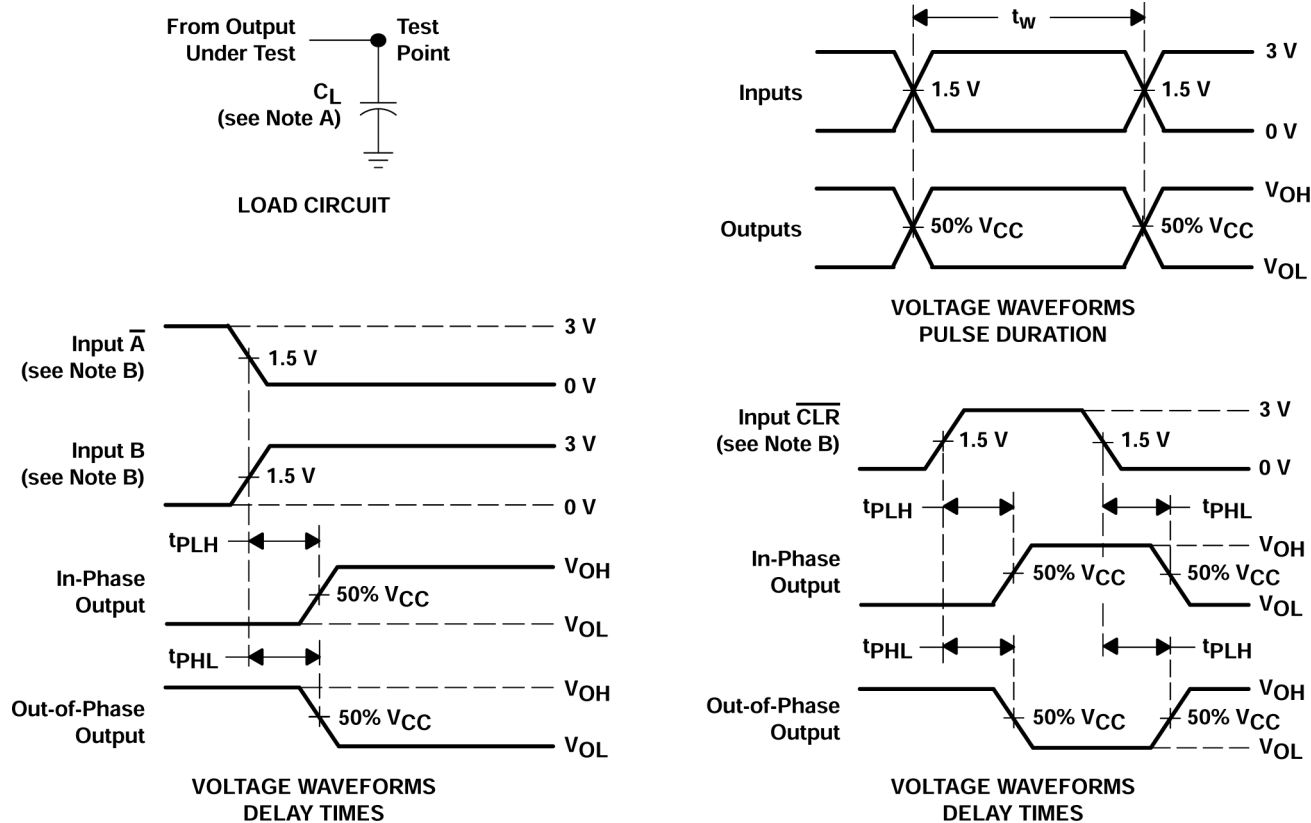 From Output
Under Test
Test
Point
CL
(see Note A)
LOAD CIRCUIT
tw
Inputs
1.5 V
1.5 V
3 V
0 V
Outputs
50% VCC
50% VCC
VOH
VOL
VOLTAGE WAVEFORMS
PULSE DURATION
Input A̅
(see Note B)
1.5 V
3 V
0 V
Input B
(see Note B)
1.5 V
3 V
0 V
tPLH
In-Phase
Output
50% VCC
VOH
VOL
tPHL
Out-of-Phase
Output
50% VCC
VOH
VOL
VOLTAGE WAVEFORMS
DELAY TIMES
Input C̅L̅R̅
(see Note B)
1.5 V
1.5 V
3 V
0 V
tPLH
tPHL
In-Phase
Output
50% VCC
50% VCC
VOH
VOL
tPHL
tPLH
Out-of-Phase
Output
50% VCC
50% VCC
VOH
VOL
VOLTAGE WAVEFORMS
DELAY TIMES